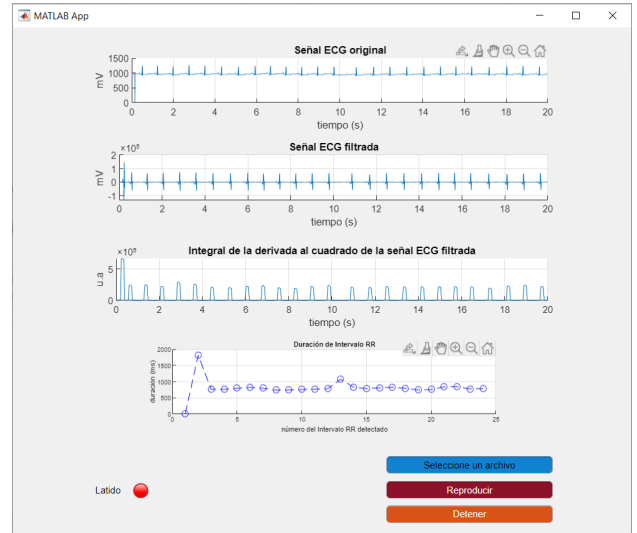 MATLAB App
Señal ECG original
1500
1000
500
0
mV
0 2 4 6 8 10 12 14 16 18 20
tiempo (s)
×10⁵
Señal ECG filtrada
2
1
0
-1
mV
0 2 4 6 8 10 12 14 16 18 20
tiempo (s)
×10⁸
Integral de la derivada al cuadrado de la señal ECG filtrada
5
0
u.a
0 2 4 6 8 10 12 14 16 18 20
tiempo (s)
Duración de Intervalo RR
2000
1500
1000
500
0
duración (ms)
0 5 10 15 20 25
número del Intervalo RR detectado
Seleccione un archivo
Latido
Reproducir
Detener